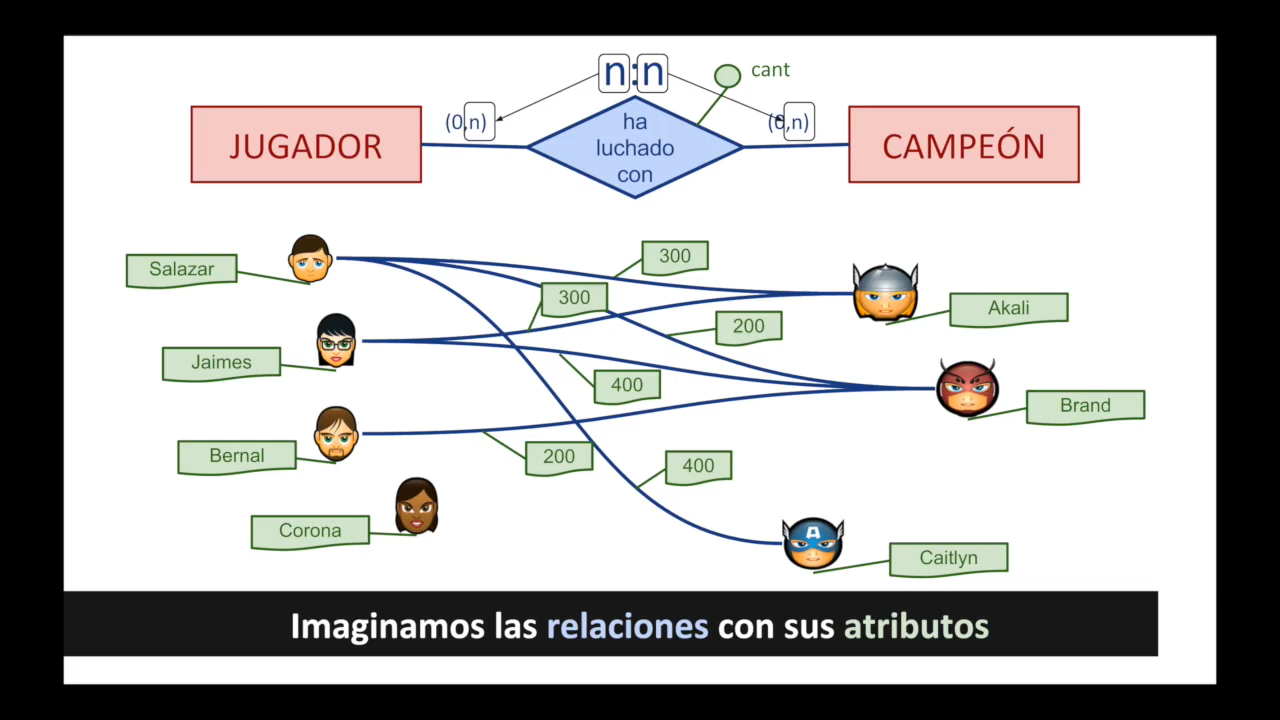 n:n
cant
(0,n)
(0,n)
JUGADOR
ha
luchado
con
CAMPEÓN
300
Salazar
300
Akali
200
Jaimes
400
Brand
Bernal
200
400
Corona
A
Caitlyn
Imaginamos las relaciones con sus atributos